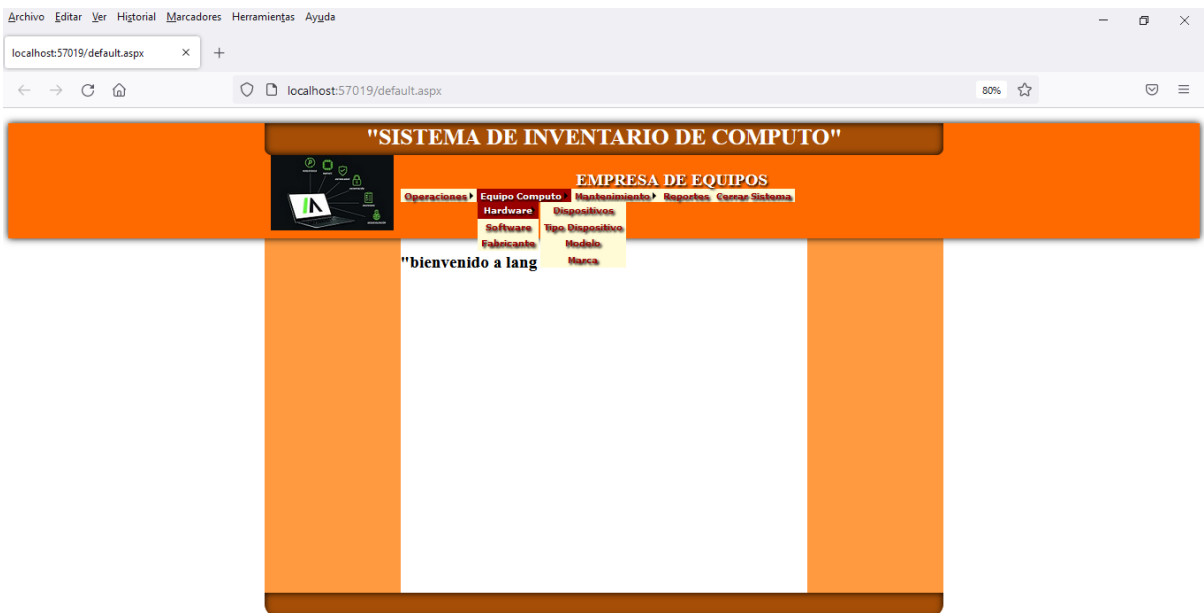 Archivo Editar Ver Historial Marcadores Herramientas Ayuda
localhost:57019/default.aspx
localhost:57019/default.aspx
80%
"SISTEMA DE INVENTARIO DE COMPUTO"
EMPRESA DE EQUIPOS
Operaciones Equipo Computo Mantenimiento Reportes Cerrar Sistema
Hardware Dispositivos
Software Tipo Dispositivo
Fabricante Modelo
Marca
"bienvenido a lang